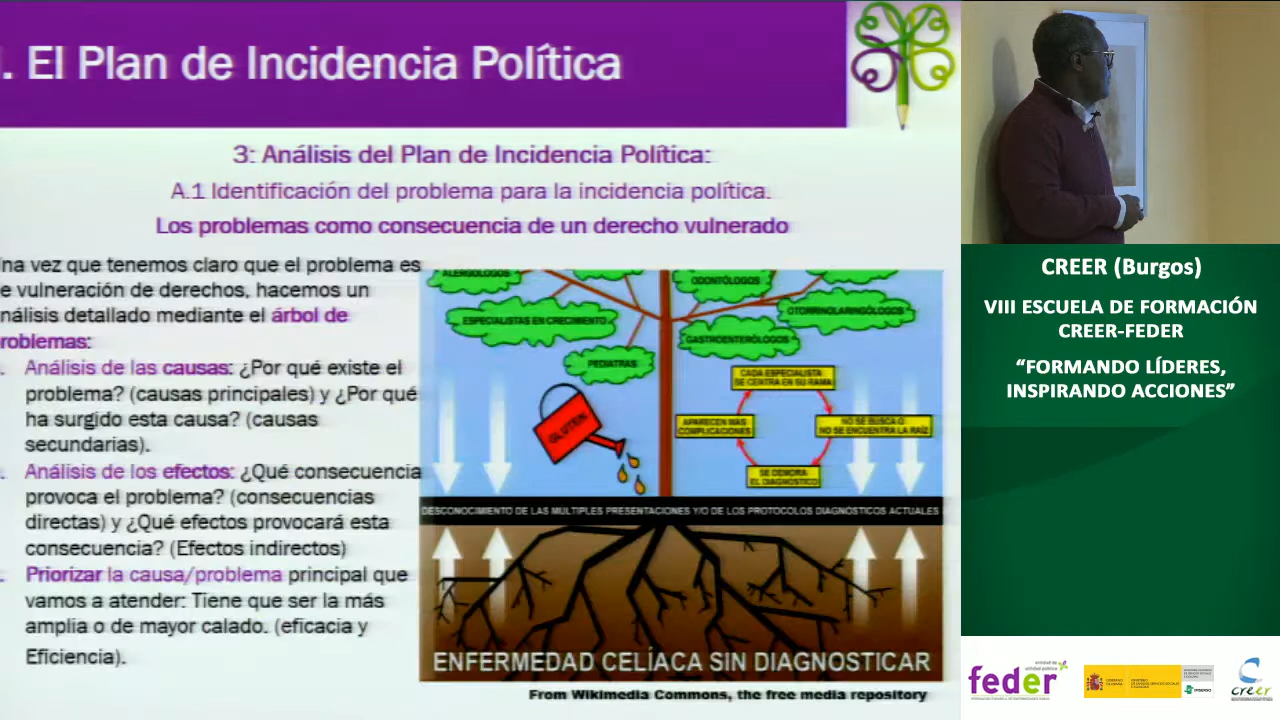 I. El Plan de Incidencia Política
3: Análisis del Plan de Incidencia Política:
A.1 Identificación del problema para la incidencia política.
Los problemas como consecuencia de un derecho vulnerado
na vez que tenemos claro que el problema es
e vulneración de derechos, hacemos un
nálisis detallado mediante el árbol de
roblemas:
Análisis de las causas: ¿Por qué existe el
problema? (causas principales) y ¿Por qué
ha surgido esta causa? (causas
secundarias).
Análisis de los efectos: ¿Qué consecuencia
provoca el problema? (consecuencias
directas) y ¿Qué efectos provocará esta
consecuencia? (Efectos indirectos)
Priorizar la causa/problema principal que
vamos a atender: Tiene que ser la más
amplia o de mayor calado. (eficacia y
Eficiencia).
ALERGÓLOGOS
ODONTÓLOGOS
ESPECIALISTAS EN CRECIMIENTO
OTORRINOLARINGÓLOGOS
GASTROENTERÓLOGOS
PEDIATRAS
CADA ESPECIALISTA
SE CENTRA EN SU RAMA
GLUTEN
APARECEN MÁS
COMPLICACIONES
NO SE BUSCA O
NO SE ENCUENTRA LA RAÍZ
SE DEMORA
EL DIAGNÓSTICO
DESCONOCIMIENTO DE LAS MÚLTIPLES PRESENTACIONES Y/O DE LOS PROTOCOLOS DIAGNÓSTICOS ACTUALES
ENFERMEDAD CELÍACA SIN DIAGNOSTICAR
From Wikimedia Commons, the free media repository
CREER (Burgos)
VIII ESCUELA DE FORMACIÓN
CREER-FEDER
“FORMANDO LÍDERES,
INSPIRANDO ACCIONES”
entidad de
utilidad pública
feder
GOBIERNO
DE ESPAÑA
IMSERSO
creer